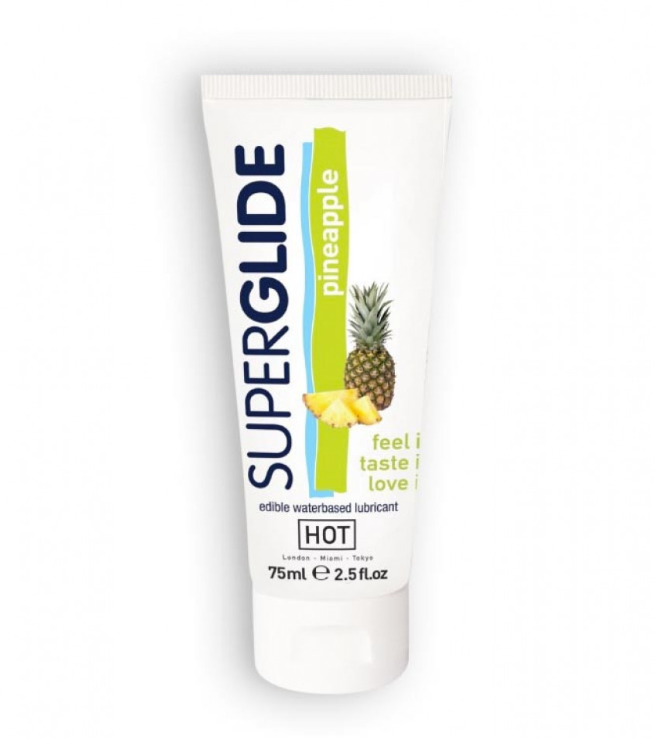 SUPERGLIDE
pineapple
feel i
taste i
love i
edible waterbased lubricant
HOT
London - Miami - Tokyo
75ml ℮ 2.5 fl.oz